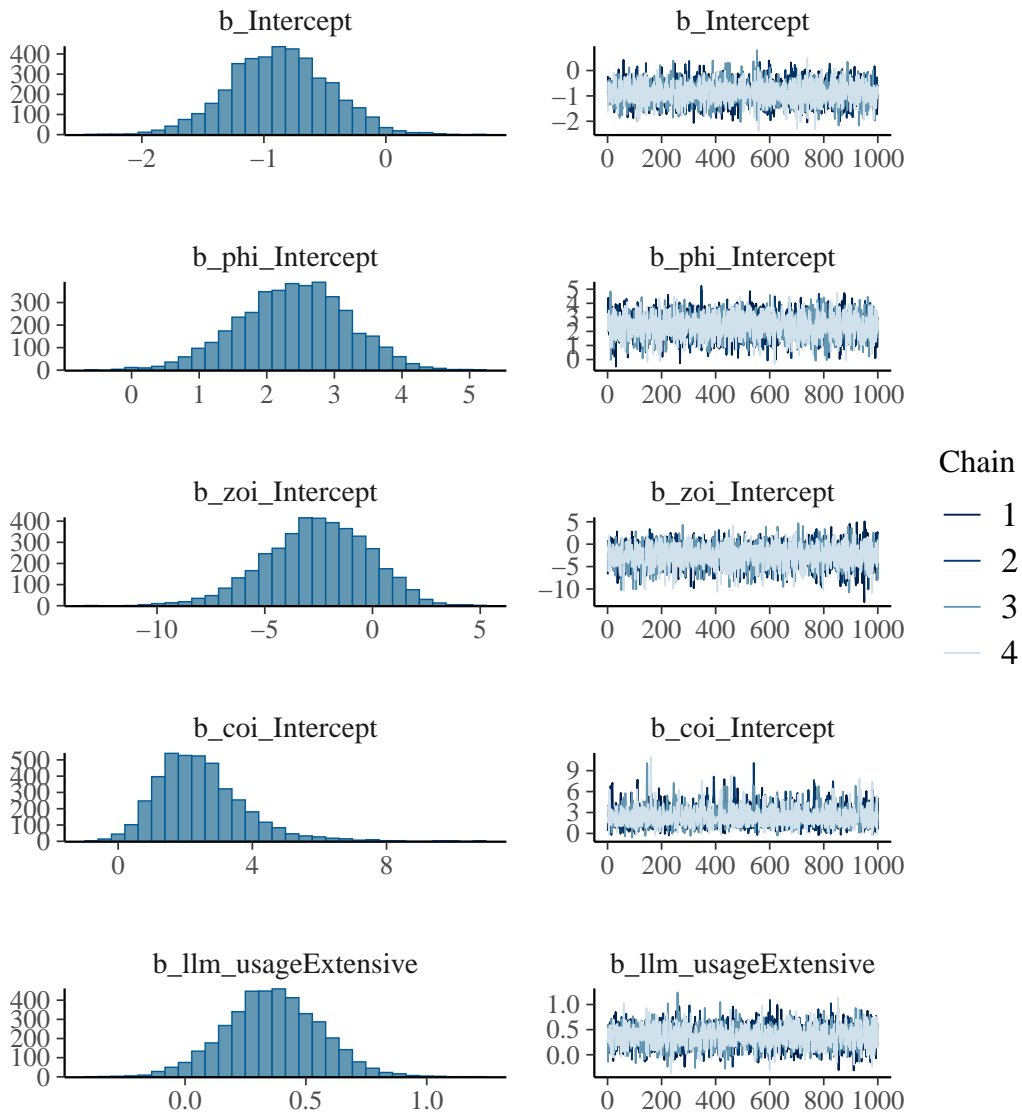 b_Intercept
400
300
200
100
0
−2 −1 0
b_Intercept
0
−1
−2
0 200 400 600 800 1000
b_phi_Intercept
300
200
100
0
0 1 2 3 4 5
b_phi_Intercept
5
4
3
2
1
0
0 200 400 600 800 1000
b_zoi_Intercept
400
300
200
100
0
−10 −5 0 5
b_zoi_Intercept
5
0
−5
−10
0 200 400 600 800 1000
b_coi_Intercept
500
400
300
200
100
0
0 4 8
b_coi_Intercept
9
6
3
0
0 200 400 600 800 1000
b_llm_usageExtensive
400
300
200
100
0
0.0 0.5 1.0
b_llm_usageExtensive
1.0
0.5
0.0
0 200 400 600 800 1000
Chain
1
2
3
4